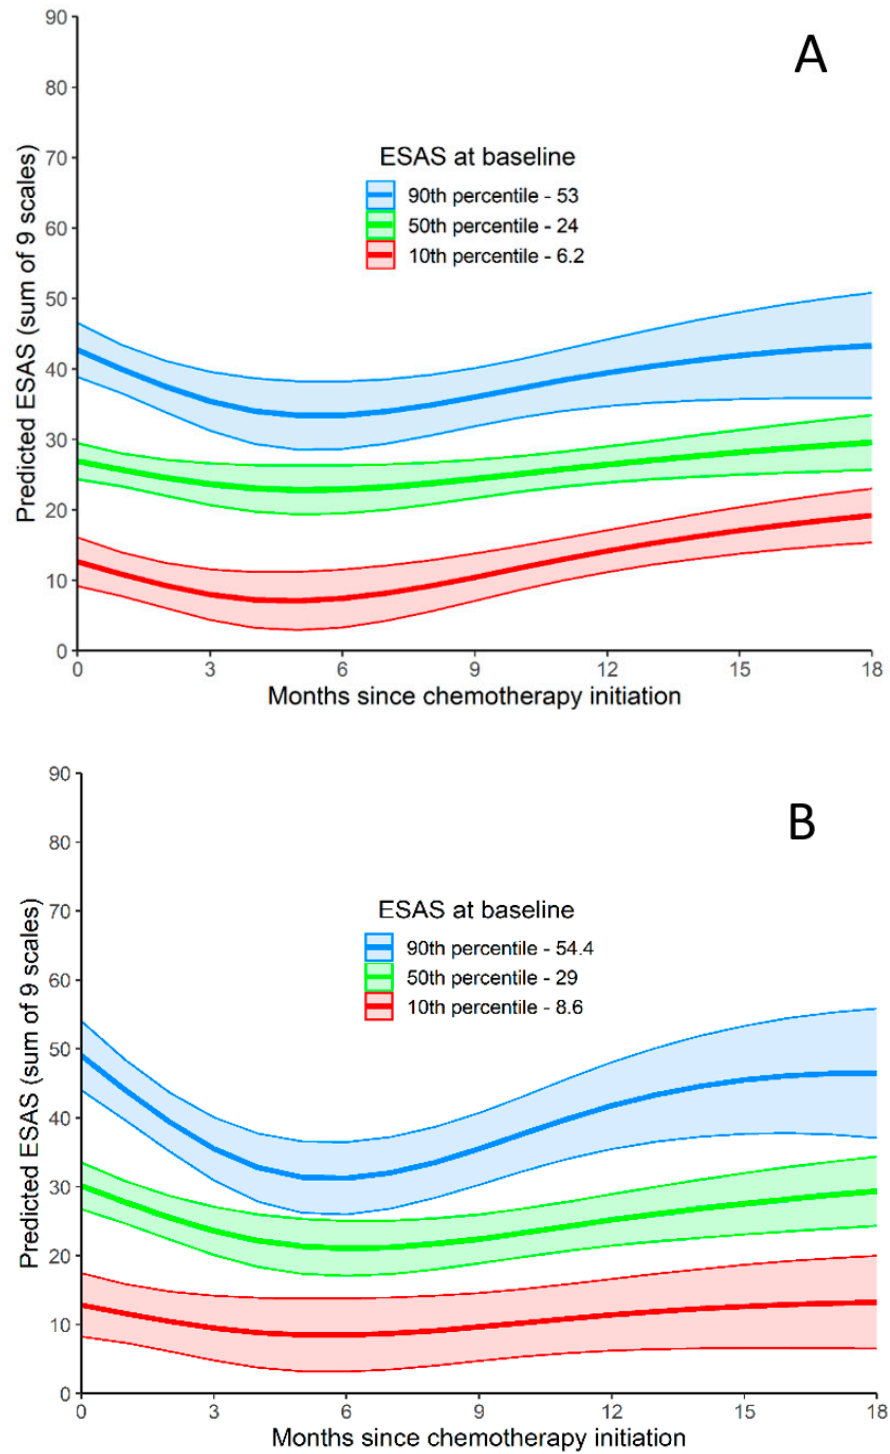 A
90
80
70
60
50
40
30
20
10
0
Predicted ESAS (sum of 9 scales)
ESAS at baseline
90th percentile - 53
50th percentile - 24
10th percentile - 6.2
0 3 6 9 12 15 18
Months since chemotherapy initiation
B
90
80
70
60
50
40
30
20
10
0
Predicted ESAS (sum of 9 scales)
ESAS at baseline
90th percentile - 54.4
50th percentile - 29
10th percentile - 8.6
0 3 6 9 12 15 18
Months since chemotherapy initiation